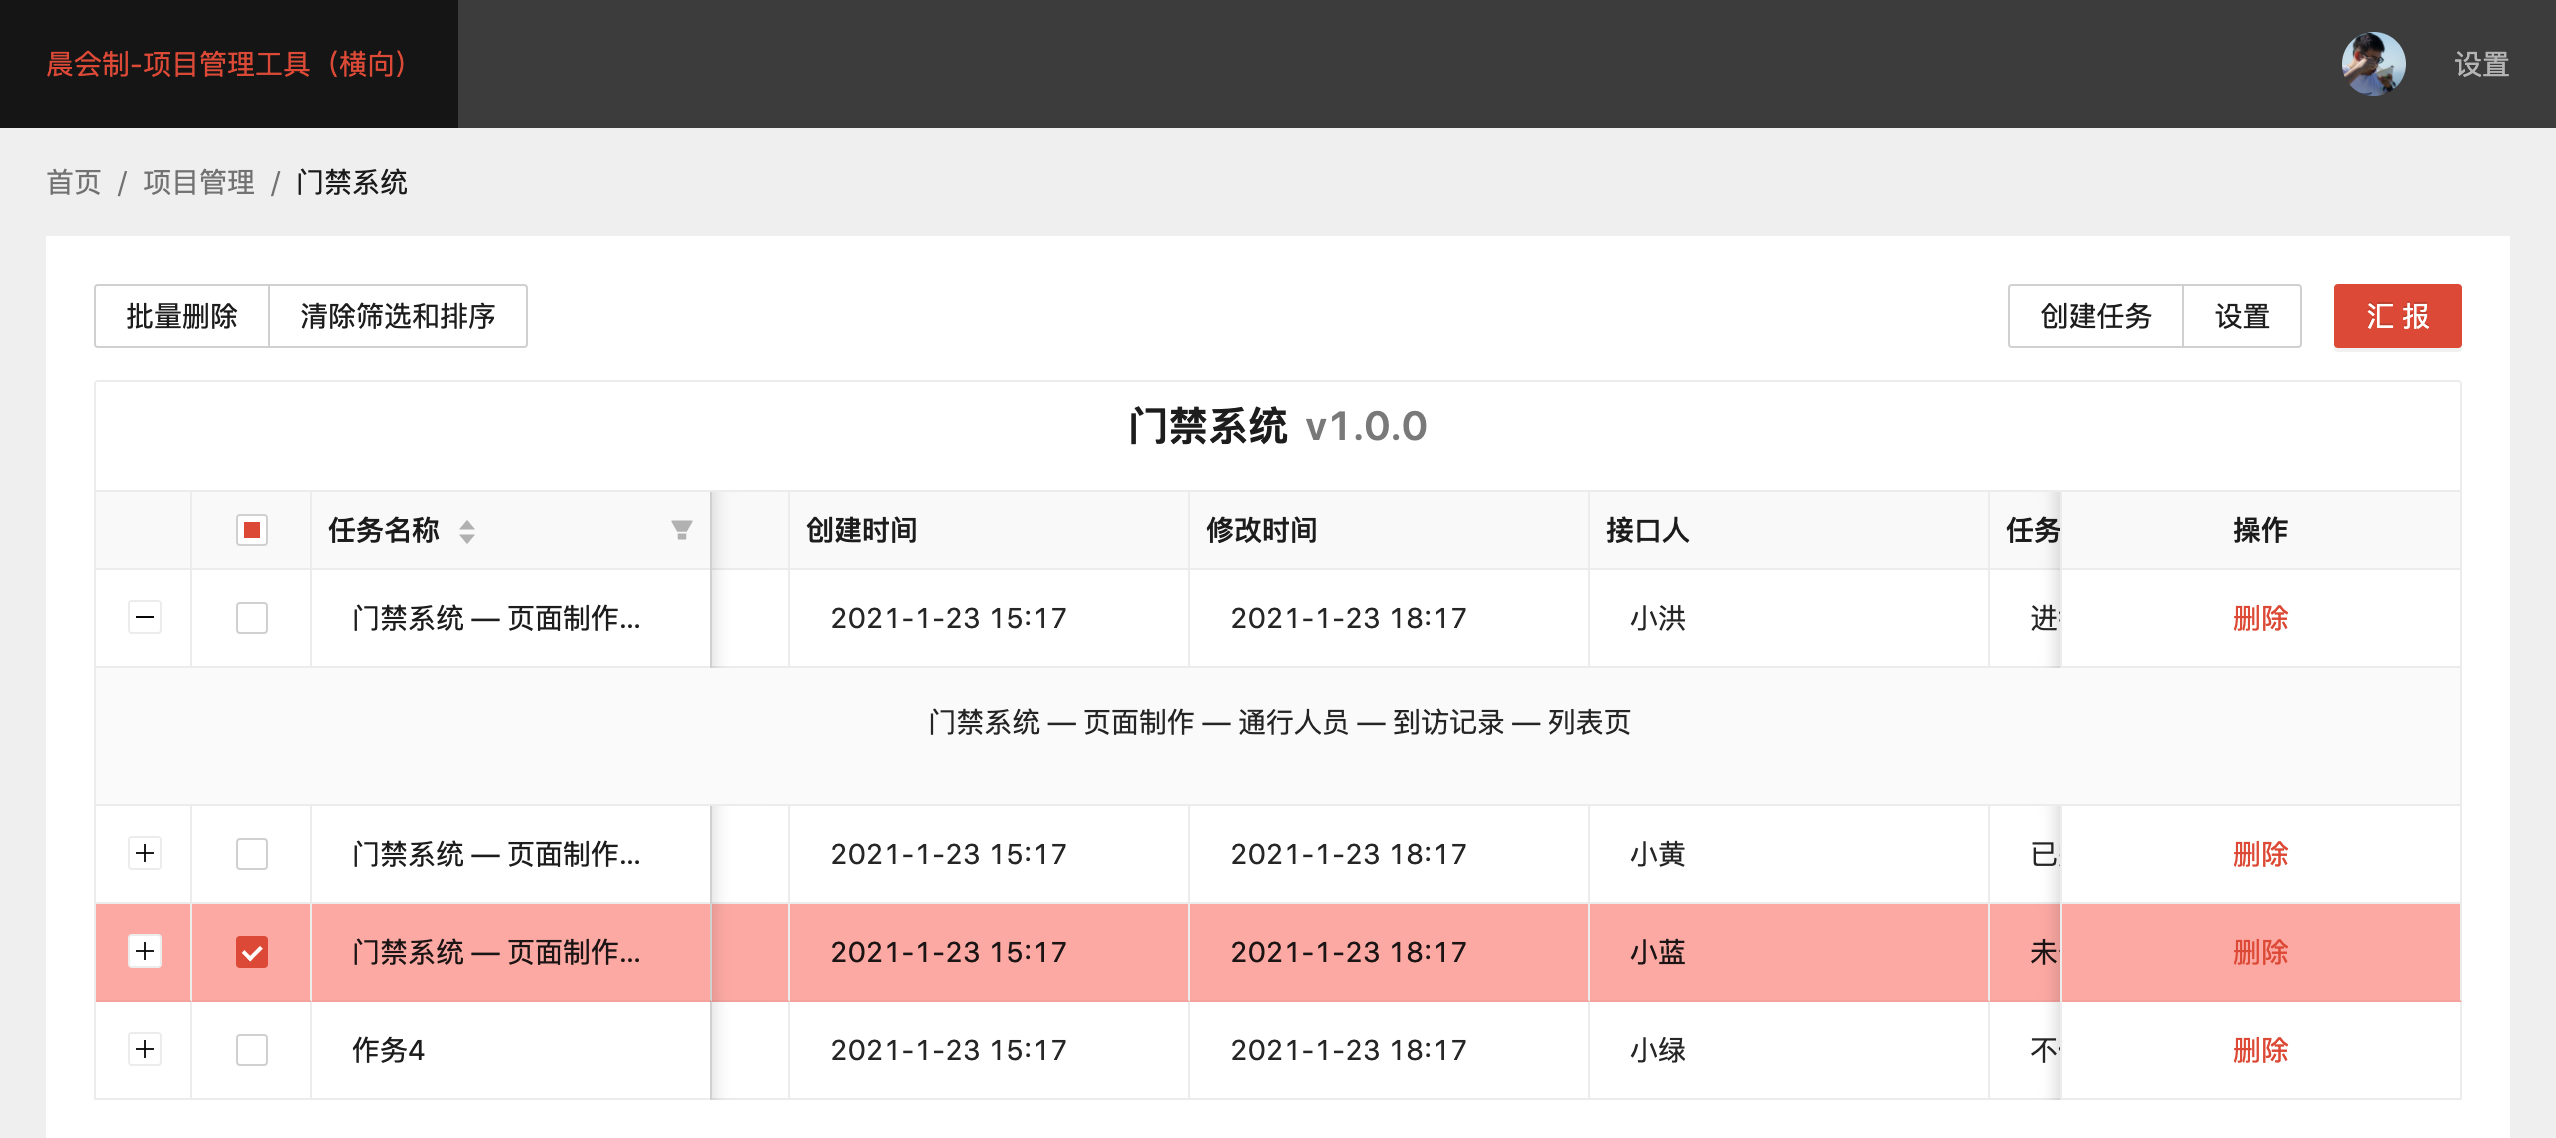 晨会制-项目管理工具（横向）
设置
首页 / 项目管理 / 门禁系统
批量删除 清除筛选和排序 创建任务 设置 汇 报
门禁系统 v1.0.0
任务名称 创建时间 修改时间 接口人 任务 操作
门禁系统 — 页面制作... 2021-1-23 15:17 2021-1-23 18:17 小洪 进 删除
门禁系统 — 页面制作 — 通行人员 — 到访记录 — 列表页
门禁系统 — 页面制作... 2021-1-23 15:17 2021-1-23 18:17 小黄 已 删除
门禁系统 — 页面制作... 2021-1-23 15:17 2021-1-23 18:17 小蓝 未 删除
作务4 2021-1-23 15:17 2021-1-23 18:17 小绿 不 删除